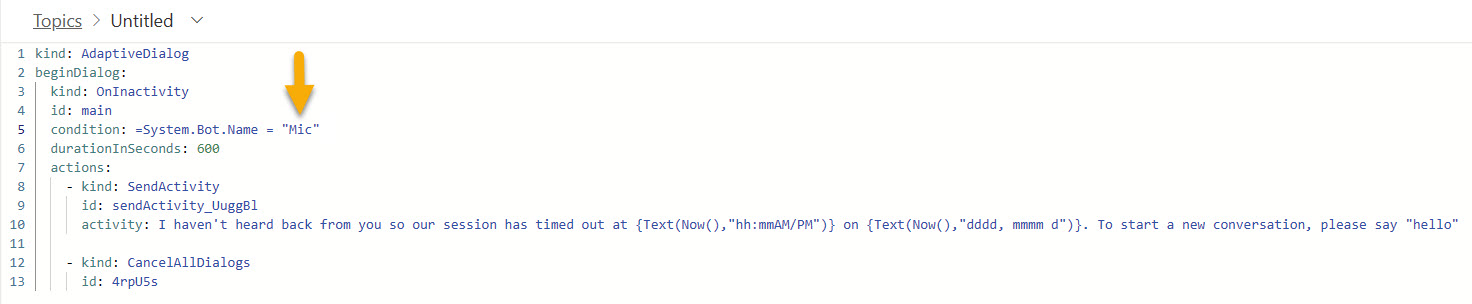 Topics > Untitled
1 kind: AdaptiveDialog
2 beginDialog:
3 kind: OnInactivity
4 id: main
5 condition: =System.Bot.Name = "Mic"
6 durationInSeconds: 600
7 actions:
8 - kind: SendActivity
9 id: sendActivity_UuggBl
10 activity: I haven't heard back from you so our session has timed out at {Text(Now(),"hh:mmAM/PM")} on {Text(Now(),"dddd, mmmm d")}. To start a new conversation, please say "hello"
11
12 - kind: CancelAllDialogs
13 id: 4rpU5s